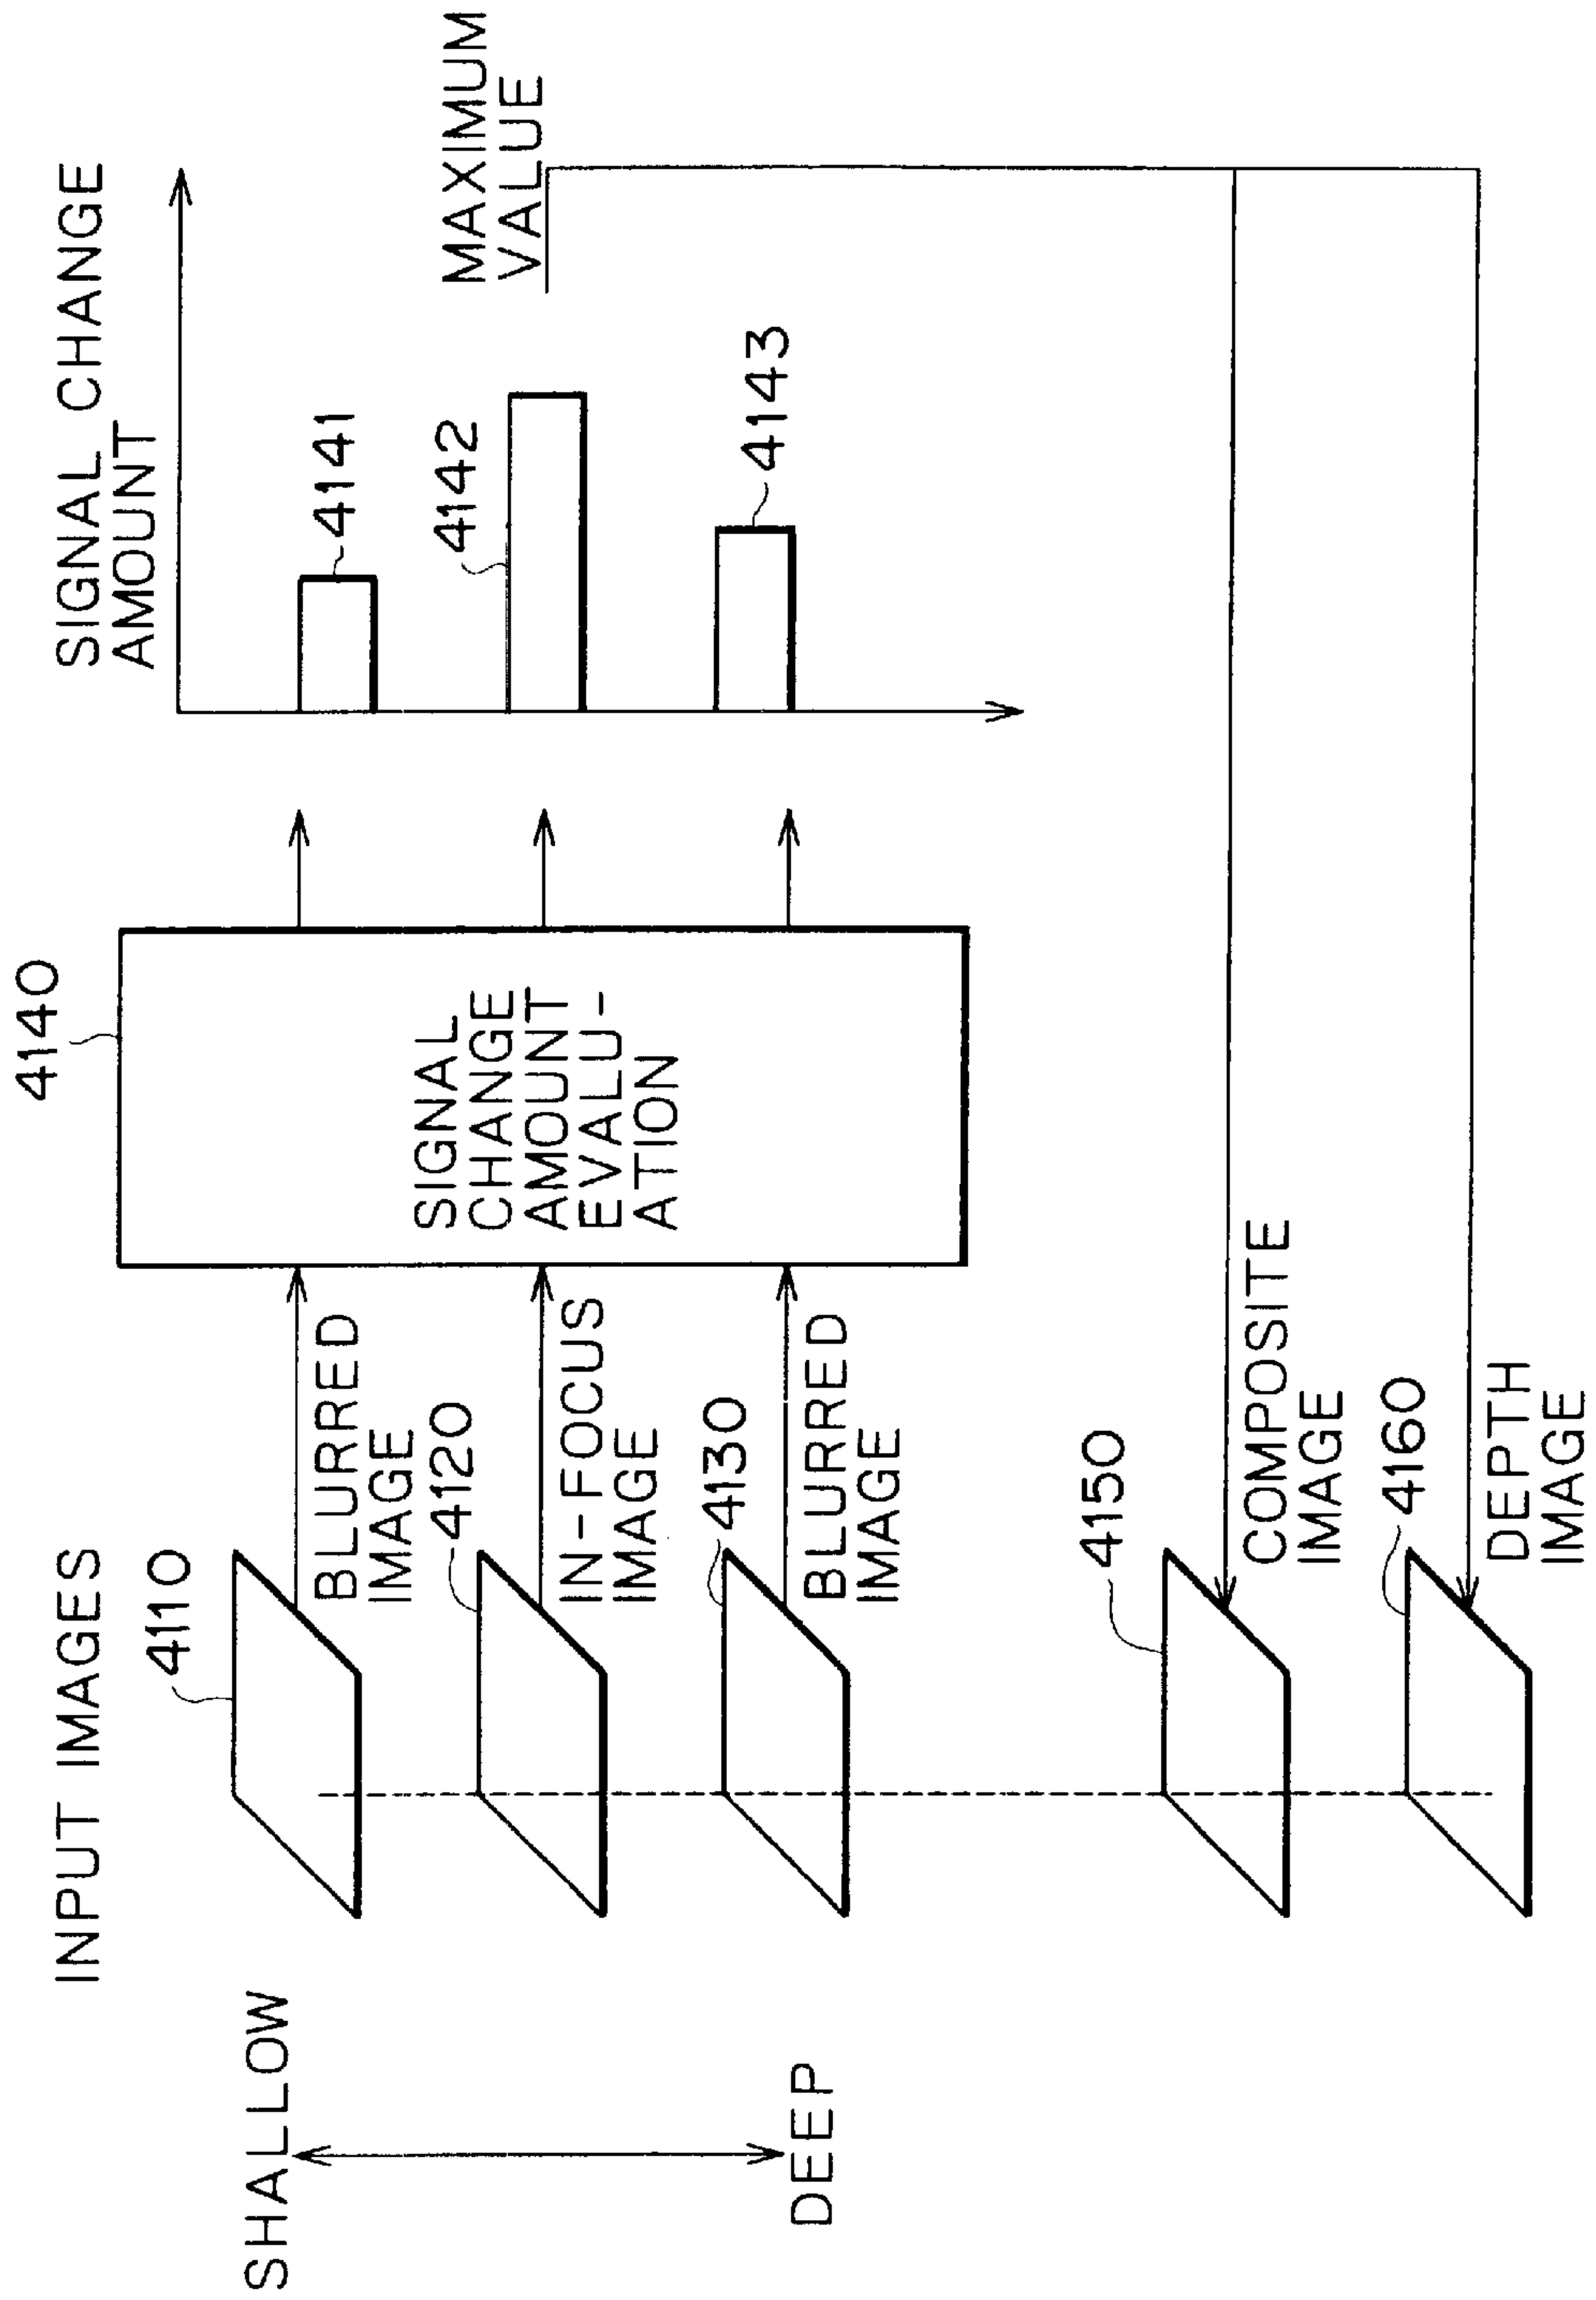 INPUT IMAGES
SHALLOW
DEEP
4110
BLURRED
IMAGE
4120
IN-FOCUS
IMAGE
4130
BLURRED
IMAGE
4140
SIGNAL
CHANGE
AMOUNT
EVALU-
ATION
SIGNAL CHANGE
AMOUNT
4141
4142
4143
MAXIMUM
VALUE
4150
COMPOSITE
IMAGE
4160
DEPTH
IMAGE